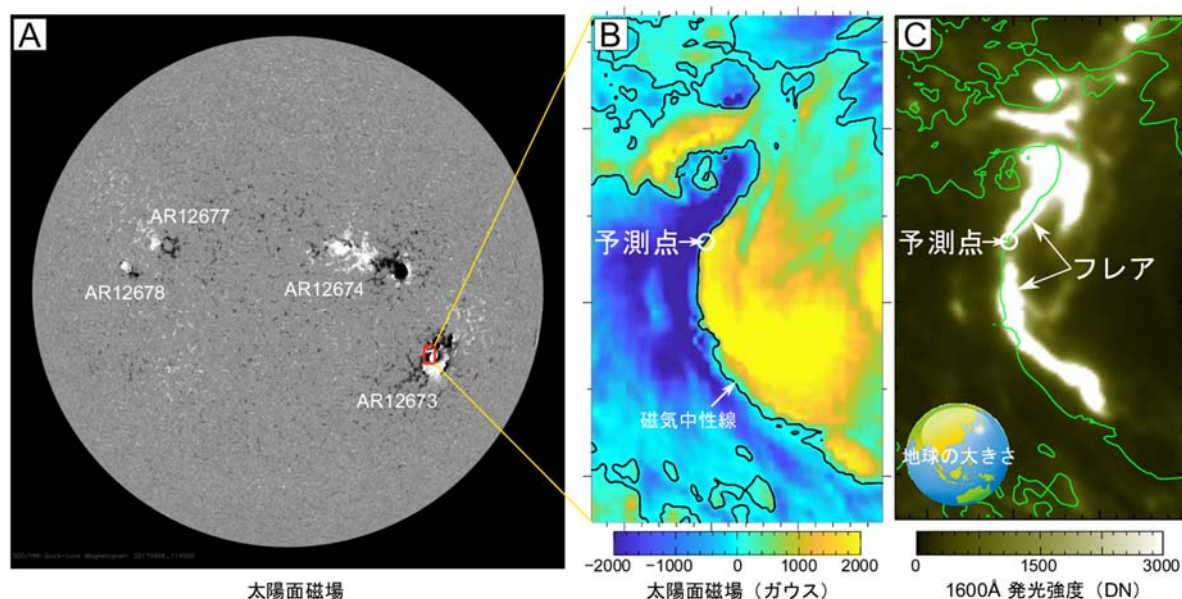 A
AR12677
AR12678
AR12674
AR12673
太陽面磁場
B
予測点→
磁気中性線
−2000 −1000 0 1000 2000
太陽面磁場（ガウス）
C
予測点→
フレア
地球の大きさ
0 1500 3000
1600Å 発光強度（DN）